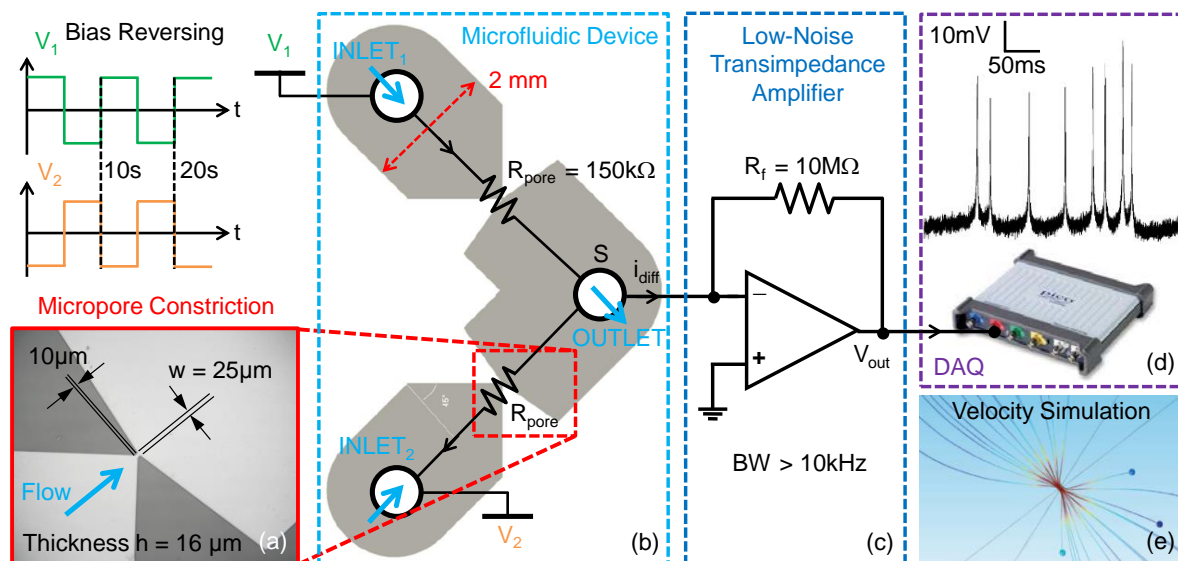 Bias Reversing
V1
t
10s
20s
V2
t
Micropore Constriction
10µm
w = 25µm
Flow
Thickness h = 16 µm
(a)
Microfluidic Device
V1
INLET1
2 mm
Rpore = 150kΩ
S
idiff
OUTLET
45°
Rpore
INLET2
V2
(b)
Low-Noise
Transimpedance
Amplifier
Rf = 10MΩ
−
+
Vout
BW > 10kHz
(c)
10mV
50ms
pico
DAQ
(d)
Velocity Simulation
(e)